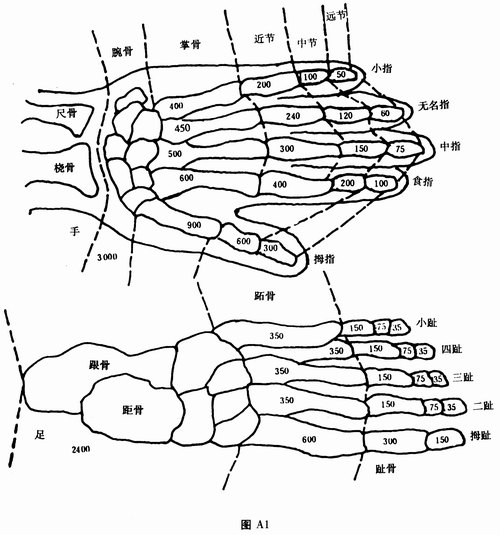 远节
腕骨 掌骨 近节 中节
小指
尺骨 400 200 100 50
无名指
450 240 120 60
中指
500 300 150 75
桡骨
600 400 200 100 食指
手 900
600 300
3000 拇指
跖骨
350 150 75 35 小趾
350 150 75 35 四趾
跟骨 350 150 75 35 三趾
距骨 350 150 75 35 二趾
足 600 300 150 拇趾
2400
趾骨
图 A1